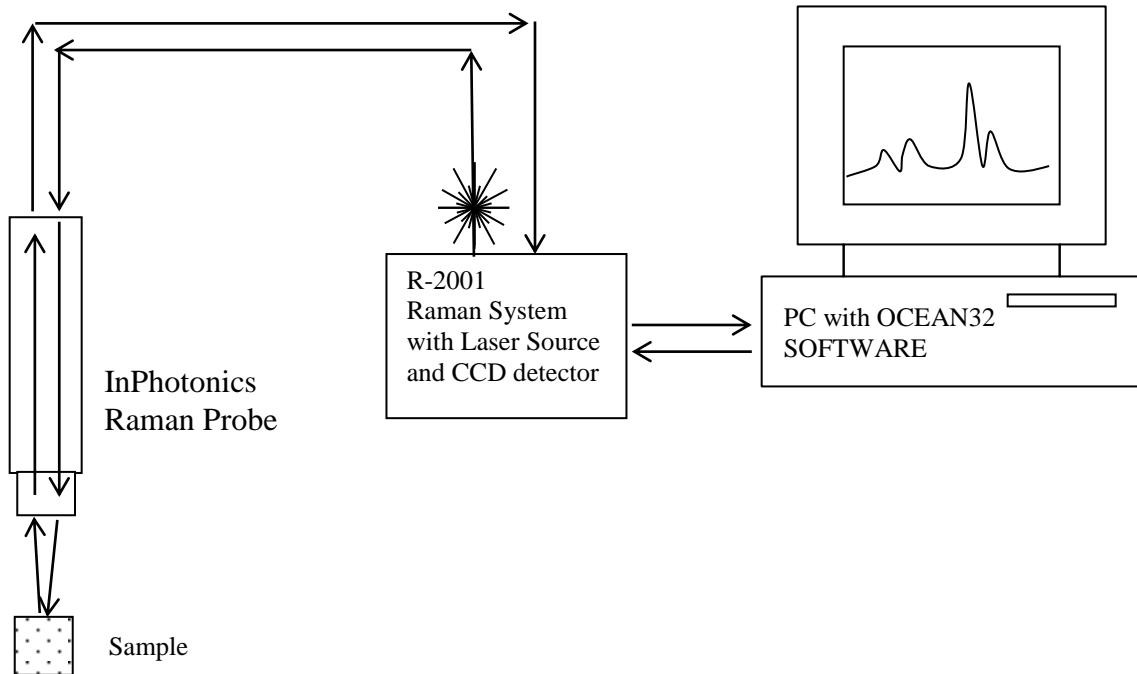 R-2001
Raman System
with Laser Source
and CCD detector
PC with OCEAN32
SOFTWARE
InPhotonics
Raman Probe
Sample